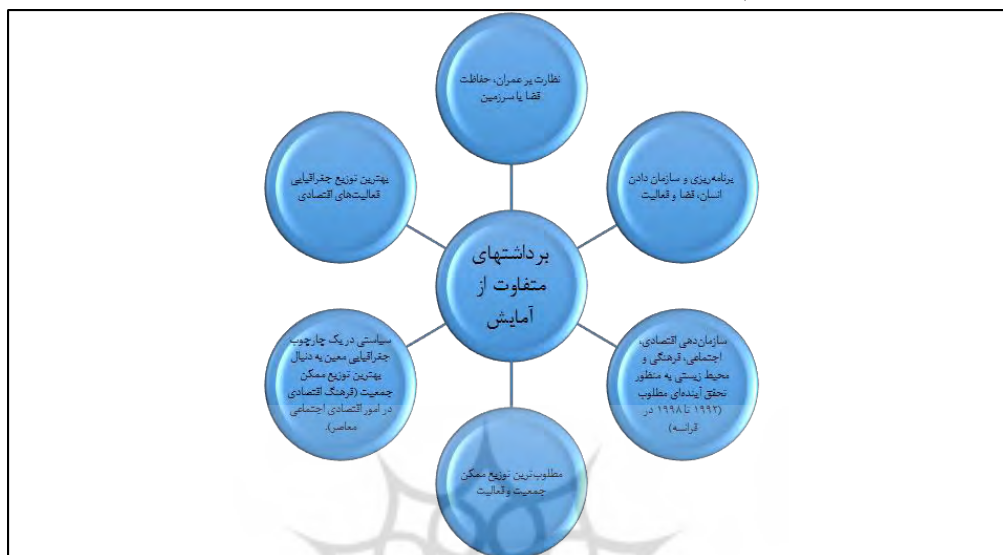 نظارت بر عمران، حفاظت
فضا یا سرزمین
برنامه‌ریزی و سازمان دادن
انسان، فضا و فعالیت
سازمان‌دهی اقتصادی،
اجتماعی، فرهنگی و
محیط زیستی به منظور
تحقق آینده‌ای مطلوب
(۱۹۹۲ تا ۱۹۹۸ در
فرانسه)
مطلوب‌ترین توزیع ممکن
جمعیت و فعالیت
سیاستی در یک چارچوب
جغرافیایی معین به دنبال
بهترین توزیع ممکن
جمعیت (فرهنگ اقتصادی
در امور اقتصادی اجتماعی
معاصر).
بهترین توزیع جغرافیایی
فعالیت‌های اقتصادی
برداشتهای
متفاوت از
آمایش